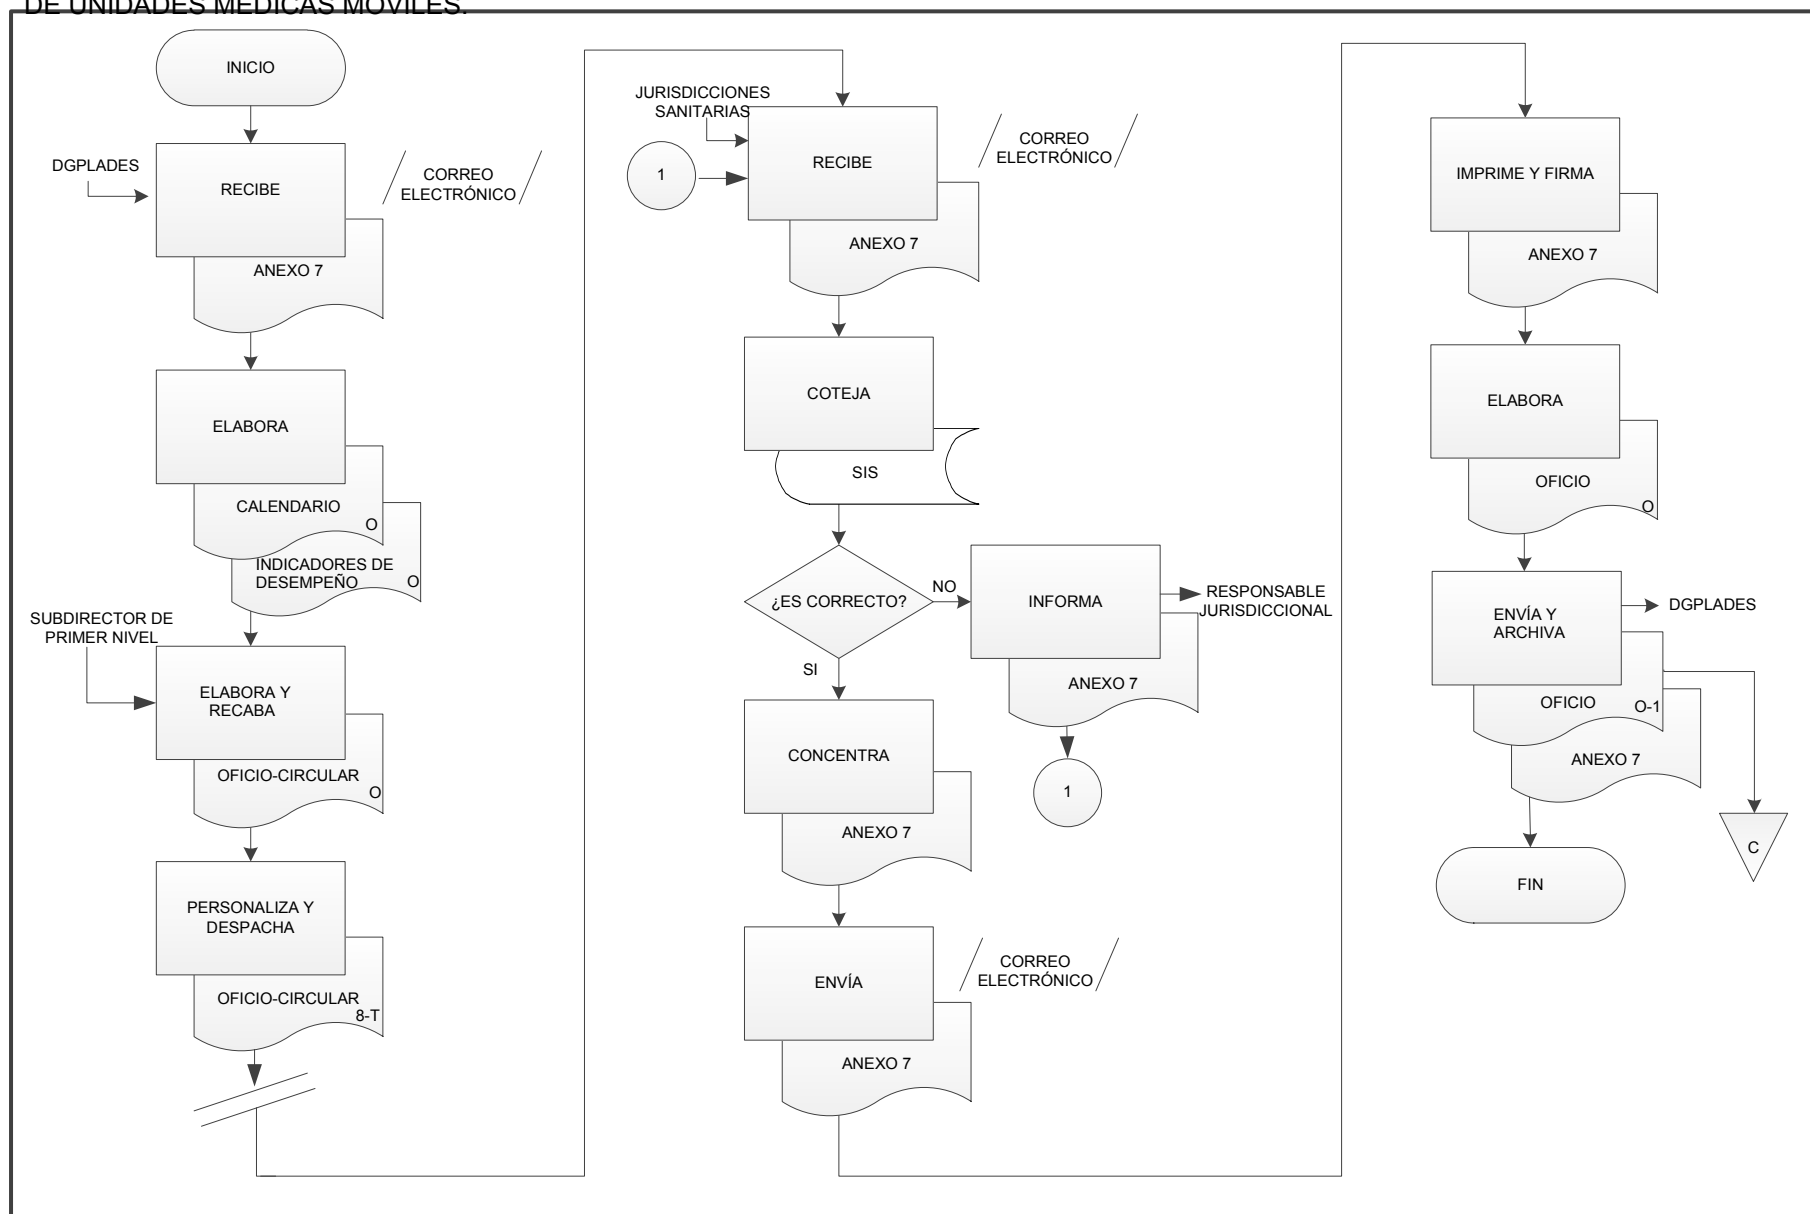 DE UNIDADES MÉDICAS MÓVILES.
INICIO
DGPLADES
RECIBE
CORREO
ELECTRÓNICO
ANEXO 7
ELABORA
CALENDARIO
O
INDICADORES DE
DESEMPEÑO
O
SUBDIRECTOR DE
PRIMER NIVEL
ELABORA Y
RECABA
OFICIO-CIRCULAR
O
PERSONALIZA Y
DESPACHA
OFICIO-CIRCULAR
8-T
JURISDICCIONES
SANITARIAS
1
RECIBE
CORREO
ELECTRÓNICO
ANEXO 7
COTEJA
SIS
¿ES CORRECTO?
NO
INFORMA
RESPONSABLE
JURISDICCIONAL
ANEXO 7
1
SI
CONCENTRA
ANEXO 7
ENVÍA
CORREO
ELECTRÓNICO
ANEXO 7
IMPRIME Y FIRMA
ANEXO 7
ELABORA
OFICIO
O
ENVÍA Y
ARCHIVA
DGPLADES
OFICIO
O-1
ANEXO 7
C
FIN